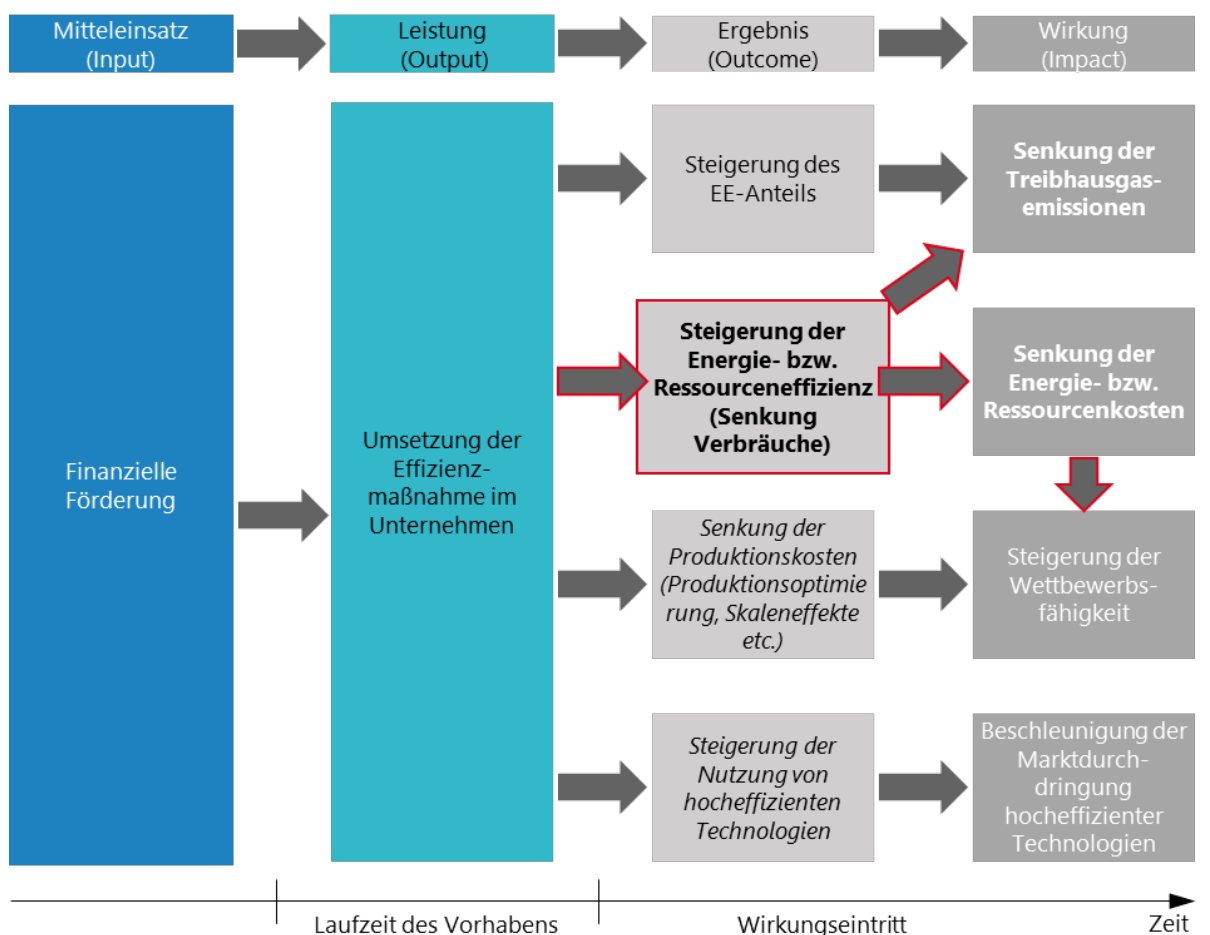 Mitteleinsatz
(Input)
Leistung
(Output)
Ergebnis
(Outcome)
Wirkung
(Impact)
Finanzielle
Förderung
Umsetzung der
Effizienz-
maßnahme im
Unternehmen
Steigerung des
EE-Anteils
Senkung der
Treibhausgas-
emissionen
Steigerung der
Energie- bzw.
Ressourceneffizienz
(Senkung
Verbräuche)
Senkung der
Energie- bzw.
Ressourcenkosten
Senkung der
Produktionskosten
(Produktionsoptimie
rung, Skaleneffekte
etc.)
Steigerung der
Wettbewerbs-
fähigkeit
Steigerung der
Nutzung von
hocheffizienten
Technologien
Beschleunigung der
Marktdurch-
dringung
hocheffizienter
Technologien
Laufzeit des Vorhabens
Wirkungseintritt
Zeit